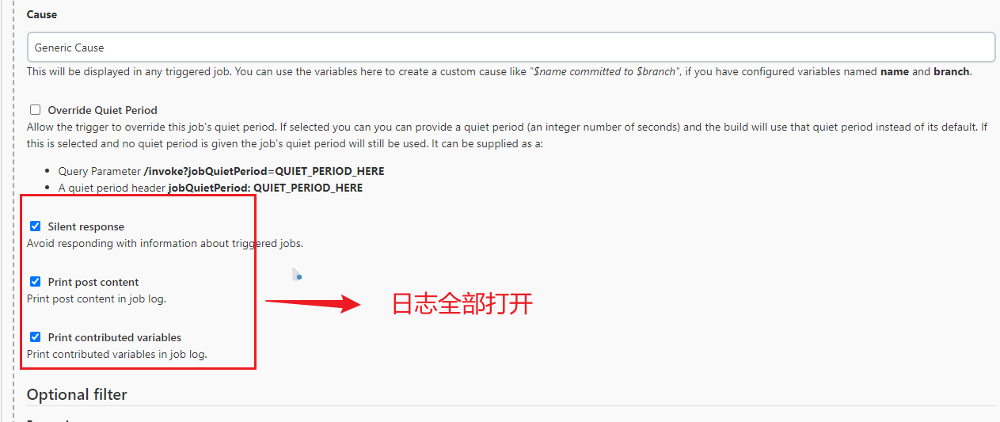 Cause
Generic Cause
This will be displayed in any triggered job. You can use the variables here to create a custom cause like "$name committed to $branch", if you have configured variables named name and branch.
Override Quiet Period
Allow the trigger to override this job's quiet period. If selected you can you can provide a quiet period (an integer number of seconds) and the build will use that quiet period instead of its default. If
this is selected and no quiet period is given the job's quiet period will still be used. It can be supplied as a:
• Query Parameter /invoke?jobQuietPeriod=QUIET_PERIOD_HERE
• A quiet period header jobQuietPeriod: QUIET_PERIOD_HERE
Silent response
Avoid responding with information about triggered jobs.
Print post content
Print post content in job log.
日志全部打开
Print contributed variables
Print contributed variables in job log.
Optional filter